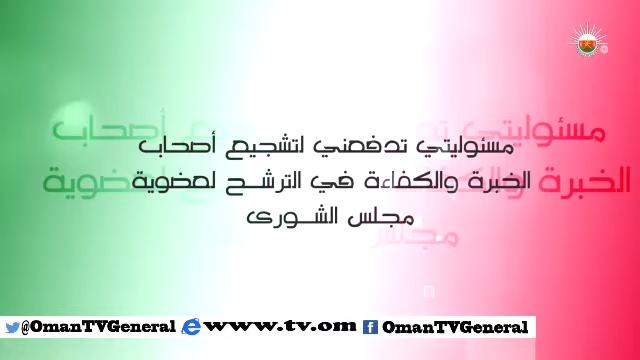 مسئوليتي تدفعني لتشجيع أصحاب
الخبرة والكفاءة في الترشح لعضوية
مجلس الشورى
@OmanTVGeneral www.tv.om OmanTVGeneral